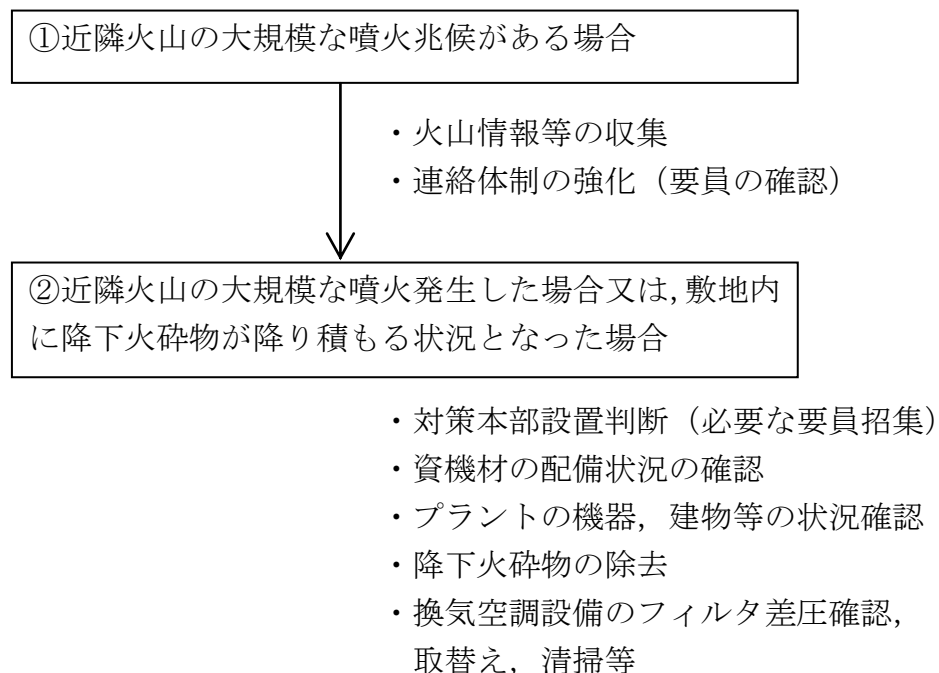 ①近隣火山の大規模な噴火兆候がある場合
・火山情報等の収集
・連絡体制の強化（要員の確認）
②近隣火山の大規模な噴火発生した場合又は,敷地内
に降下火砕物が降り積もる状況となった場合
・対策本部設置判断（必要な要員招集）
・資機材の配備状況の確認
・プラントの機器，建物等の状況確認
・降下火砕物の除去
・換気空調設備のフィルタ差圧確認，
取替え，清掃等